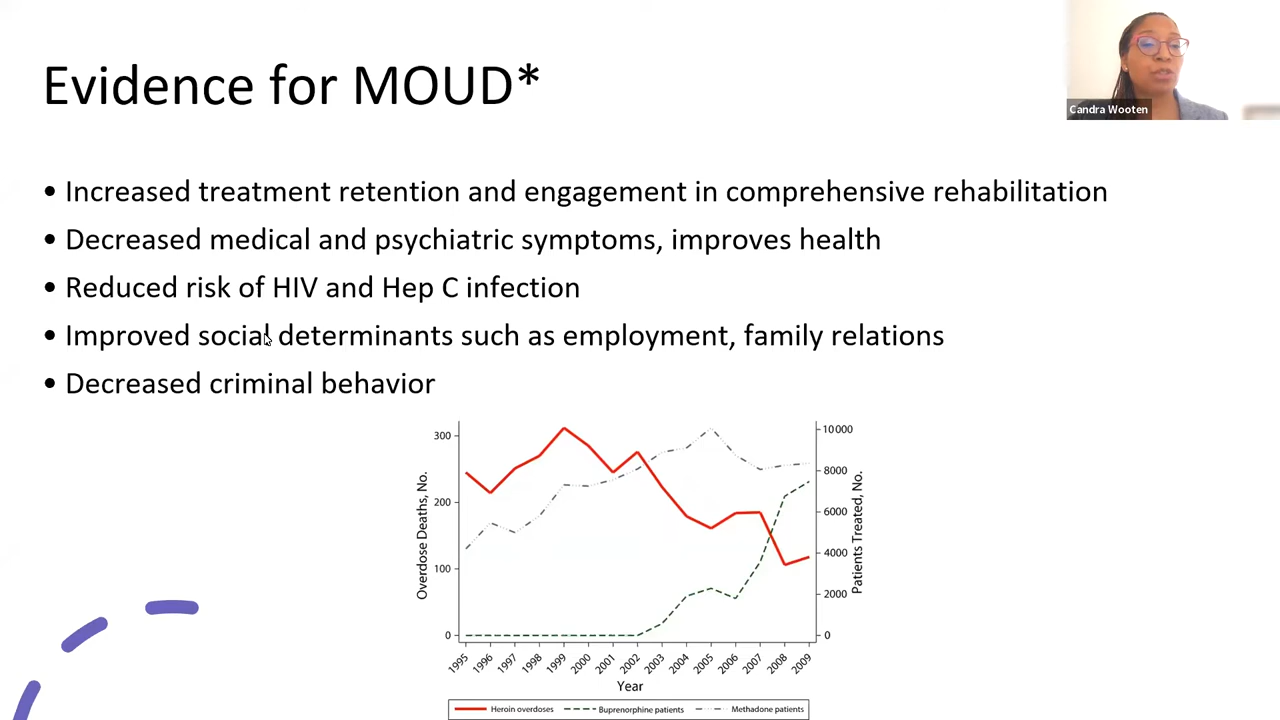 Evidence for MOUD*
Candra Wooten
• Increased treatment retention and engagement in comprehensive rehabilitation
• Decreased medical and psychiatric symptoms, improves health
• Reduced risk of HIV and Hep C infection
• Improved social determinants such as employment, family relations
• Decreased criminal behavior
Overdose Deaths, No.
300
200
100
0
10000
8000
6000
4000
2000
0
Patients Treated, No.
1995 1996 1997 1998 1999 2000 2001 2002 2003 2004 2005 2006 2007 2008 2009
Year
Heroin overdoses Buprenorphine patients Methadone patients